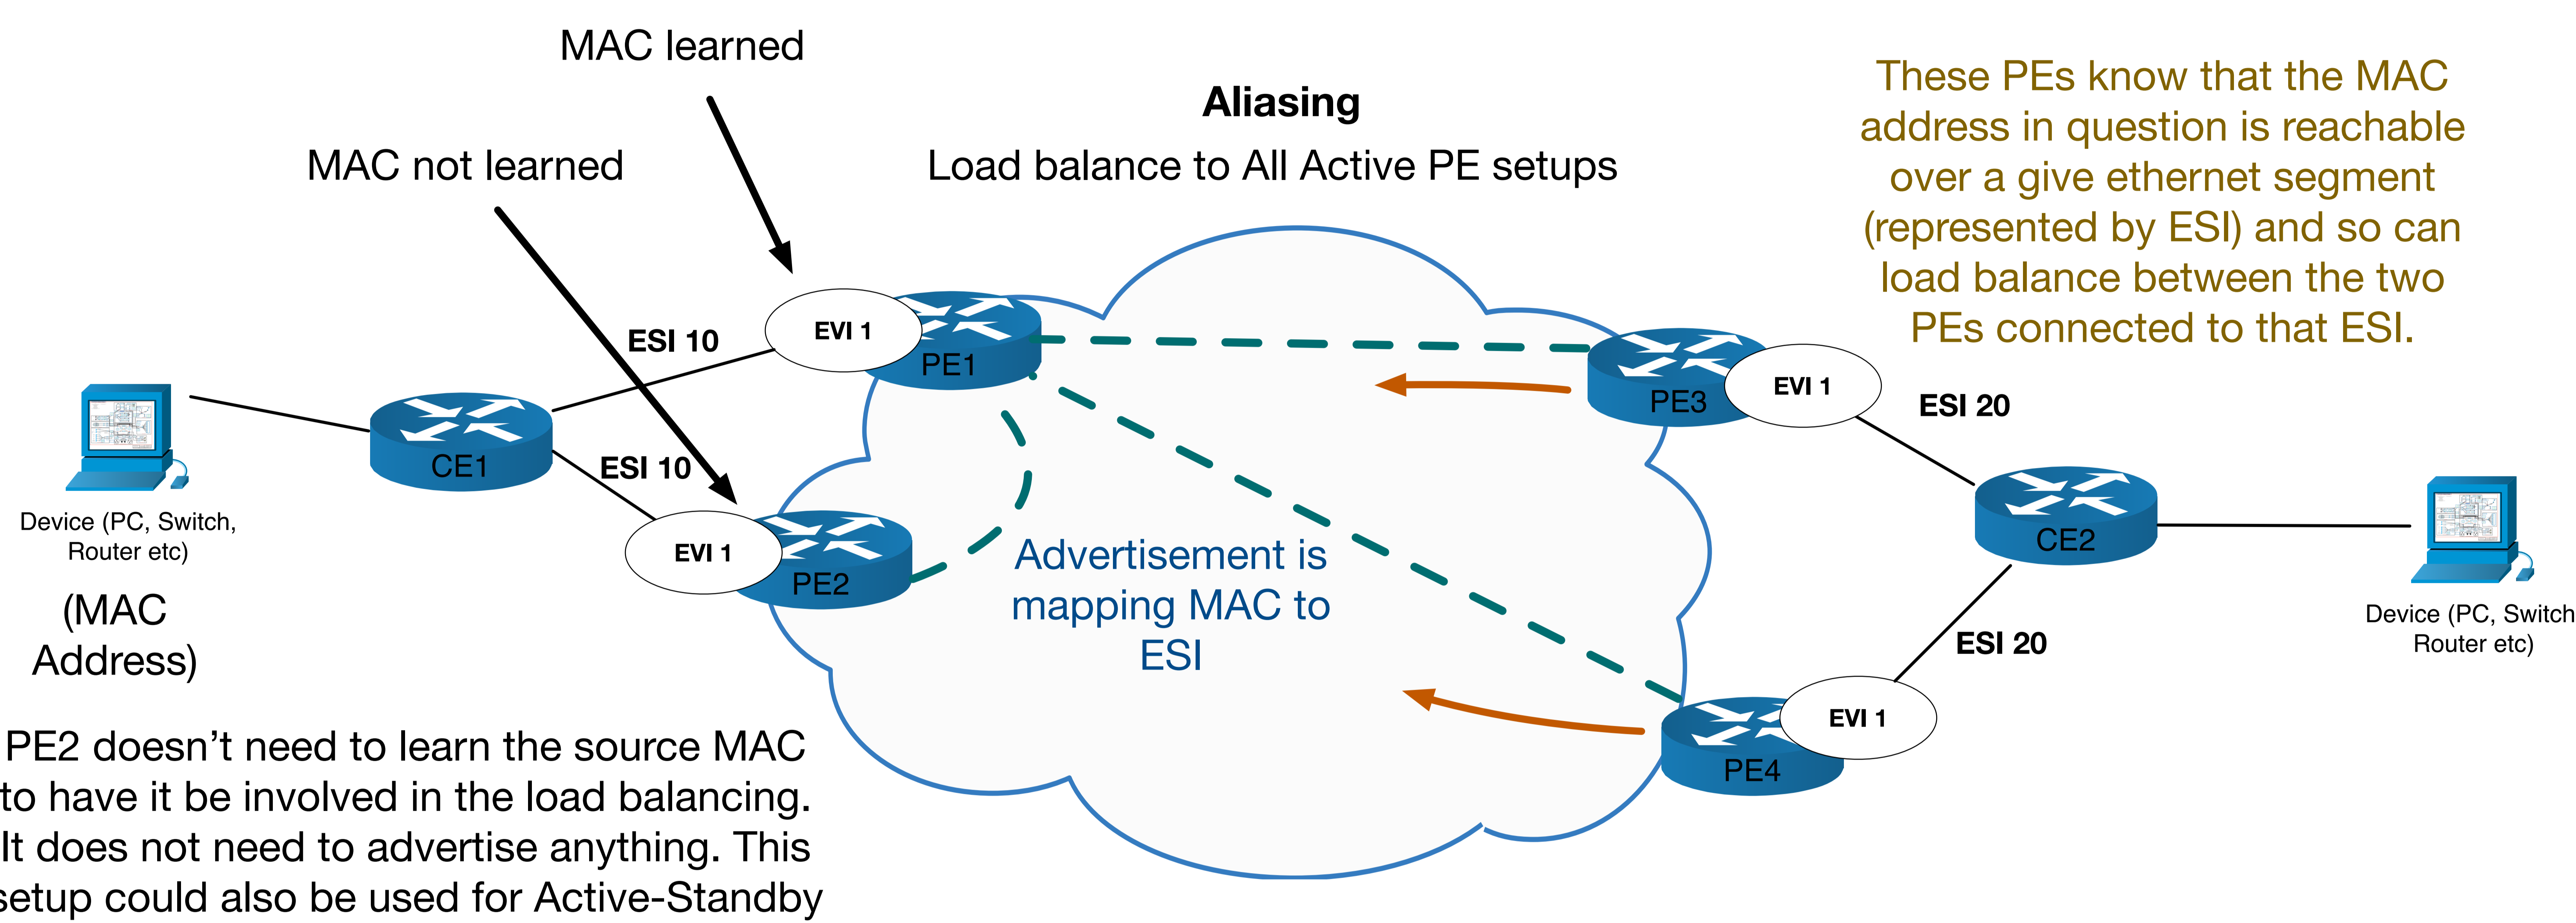 MAC learned
MAC not learned
Aliasing
Load balance to All Active PE setups
These PEs know that the MAC
address in question is reachable
over a give ethernet segment
(represented by ESI) and so can
load balance between the two
PEs connected to that ESI.
ESI 10
EVI 1
PE1
CE1
ESI 10
EVI 1
PE2
Device (PC, Switch,
Router etc)
(MAC
Address)
Advertisement is
mapping MAC to
ESI
PE3
EVI 1
ESI 20
CE2
ESI 20
EVI 1
PE4
Device (PC, Switch
Router etc)
PE2 doesn’t need to learn the source MAC
to have it be involved in the load balancing.
It does not need to advertise anything. This
setup could also be used for Active-Standby